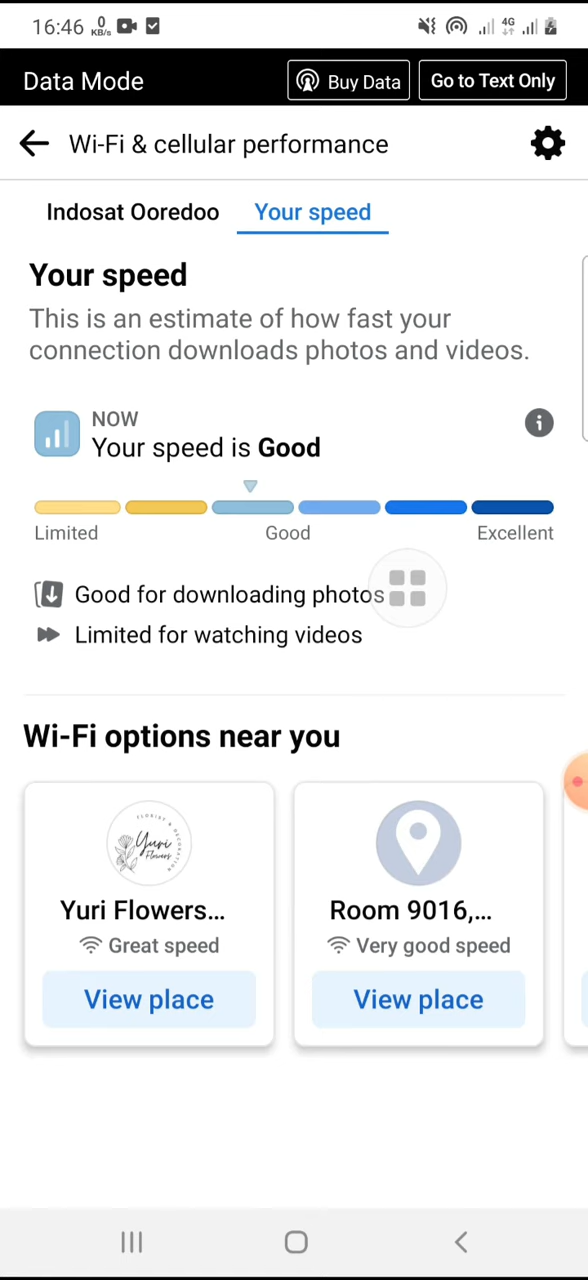 16:46 0 KB/s 4G
Data Mode Buy Data Go to Text Only
Wi-Fi & cellular performance
Indosat Ooredoo Your speed
Your speed
This is an estimate of how fast your
connection downloads photos and videos.
NOW
Your speed is Good
Limited Good Excellent
Good for downloading photos
Limited for watching videos
Wi-Fi options near you
Yuri
Flowers
Yuri Flowers...
Great speed
View place
Room 9016,...
Very good speed
View place